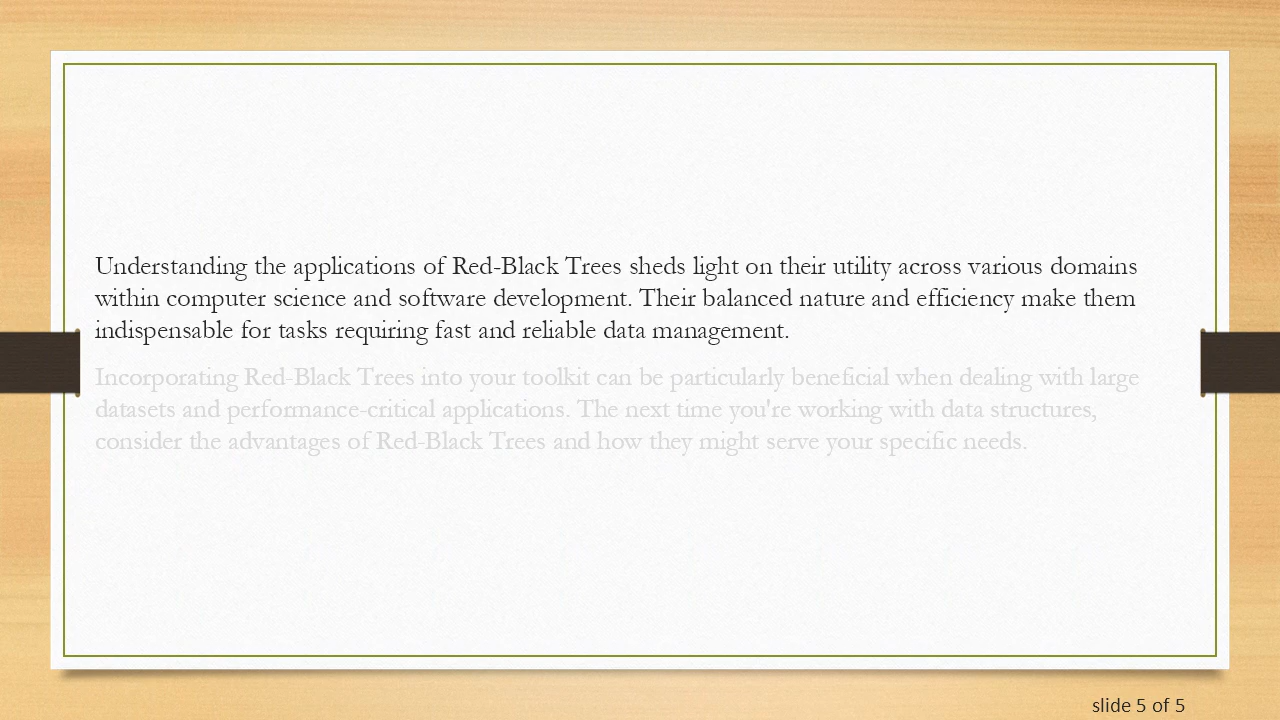 Understanding the applications of Red-Black Trees sheds light on their utility across various domains
within computer science and software development. Their balanced nature and efficiency make them
indispensable for tasks requiring fast and reliable data management.
Incorporating Red-Black Trees into your toolkit can be particularly beneficial when dealing with large
datasets and performance-critical applications. The next time you're working with data structures,
consider the advantages of Red-Black Trees and how they might serve your specific needs.
slide 5 of 5